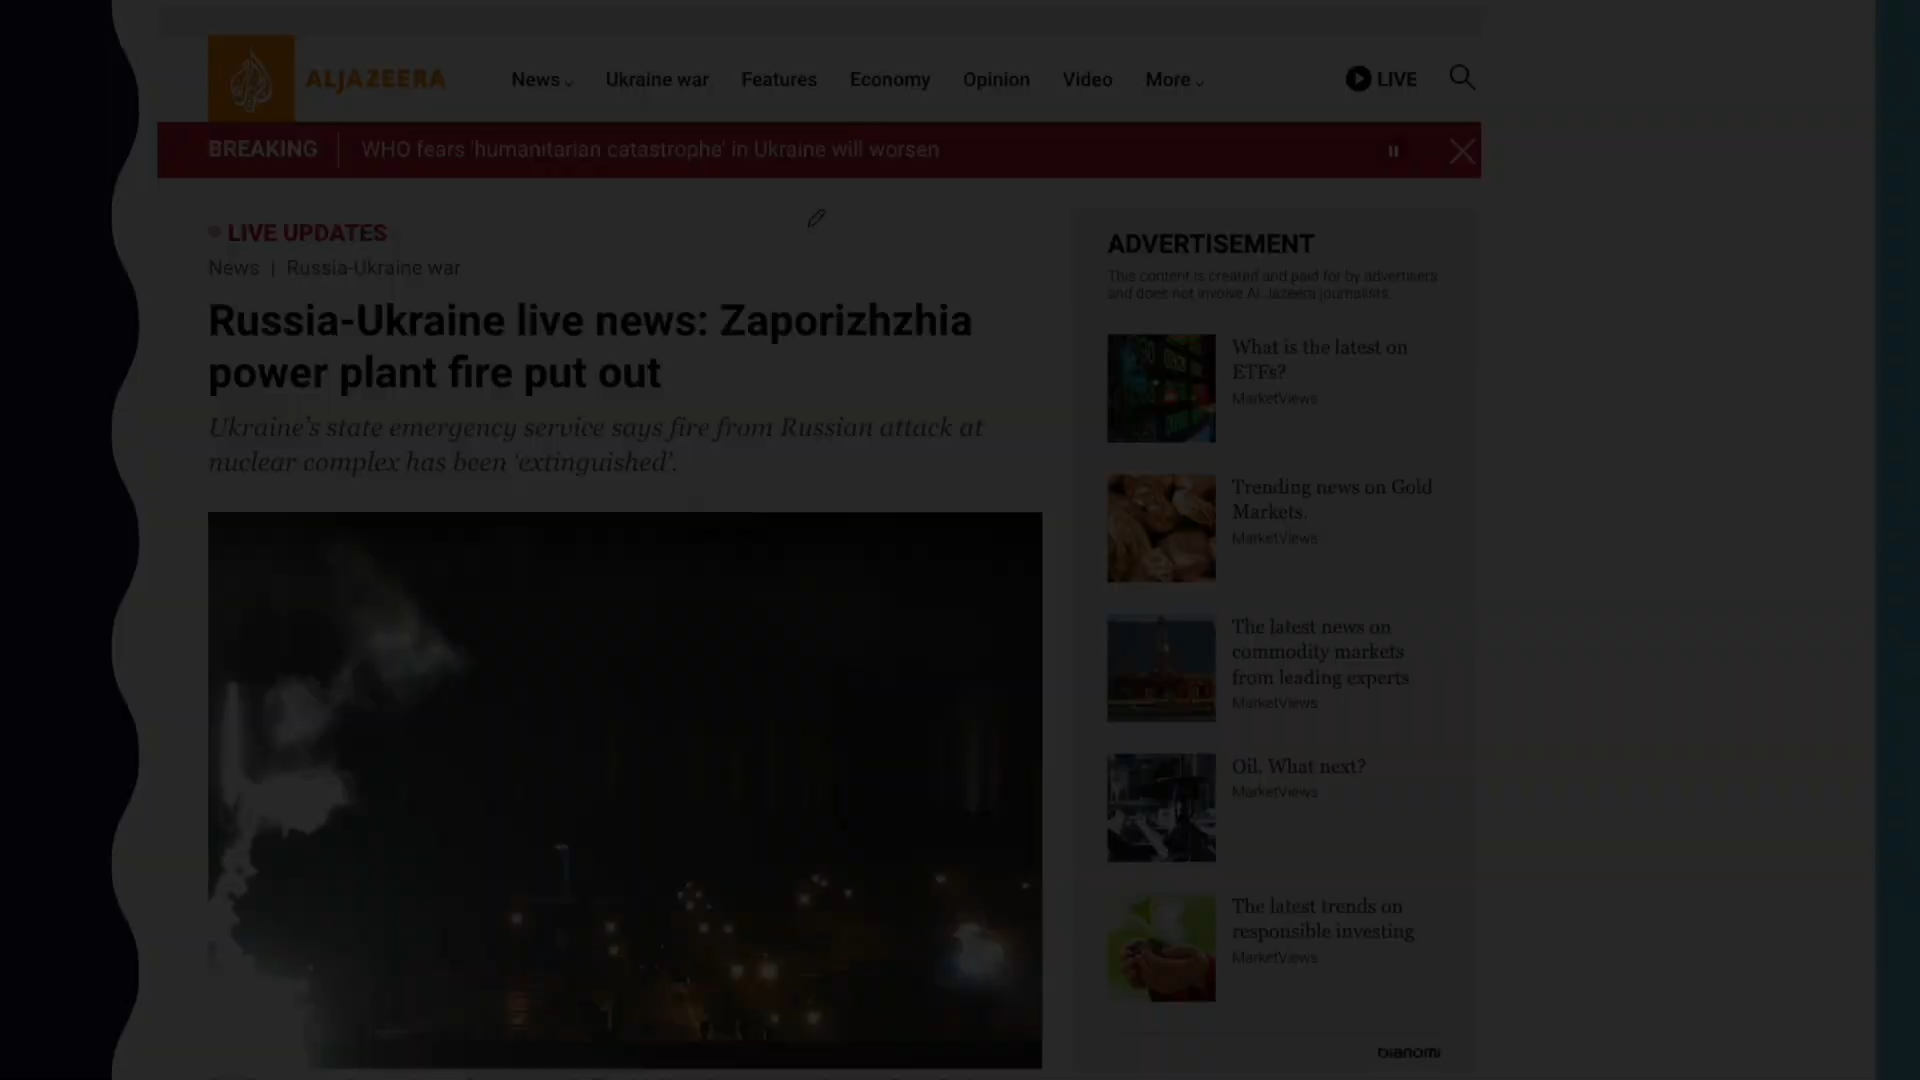 ALJAZEERA
News
Ukraine war
Features
Economy
Opinion
Video
More
LIVE
BREAKING
WHO fears 'humanitarian catastrophe' in Ukraine will worsen
LIVE UPDATES
News | Russia-Ukraine war
Russia-Ukraine live news: Zaporizhzhia
power plant fire put out
Ukraine's state emergency service says fire from Russian attack at
nuclear complex has been 'extinguished'.
ADVERTISEMENT
This content is created and paid for by advertisers
and does not involve Al Jazeera journalists.
What is the latest on
ETFs?
MarketViews
Trending news on Gold
Markets.
MarketViews
The latest news on
commodity markets
from leading experts
MarketViews
Oil. What next?
MarketViews
The latest trends on
responsible investing
MarketViews
bianomi